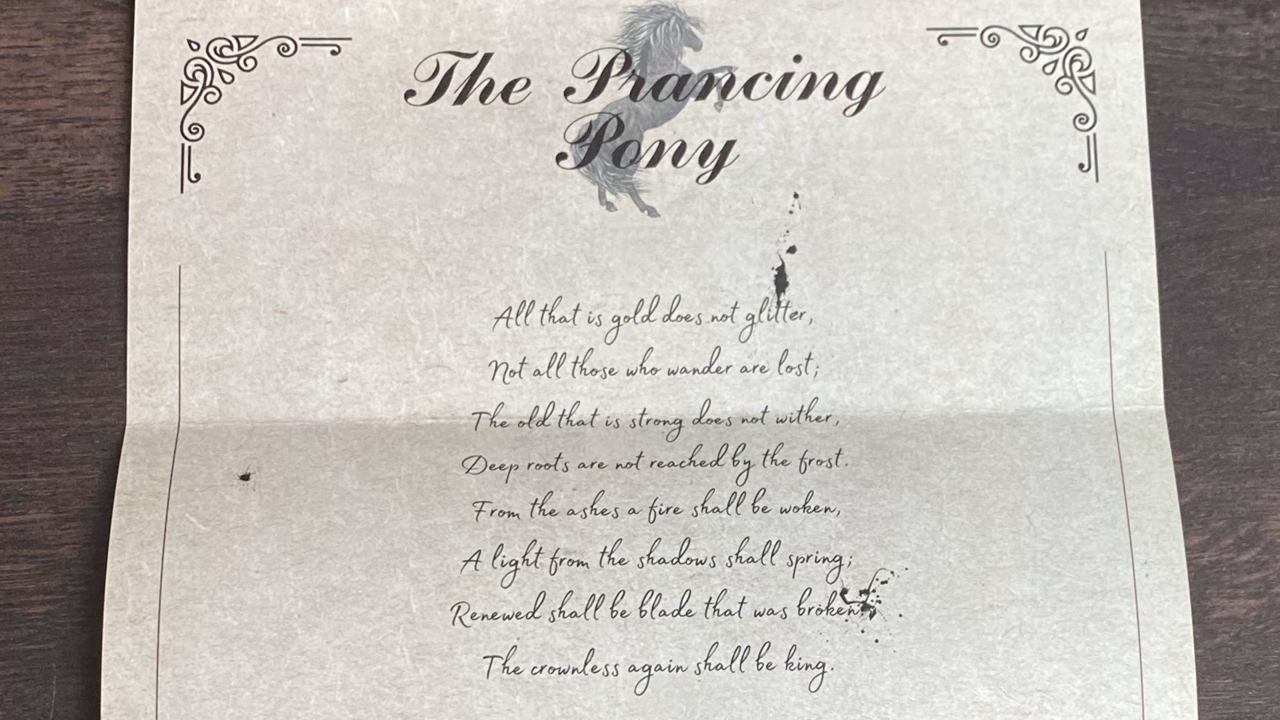 The Prancing
Pony
All that is gold does not glitter,
Not all those who wander are lost;
The old that is strong does not wither,
Deep roots are not reached by the frost.
From the ashes a fire shall be woken,
A light from the shadows shall spring;
Renewed shall be blade that was broken
The crownless again shall be king.